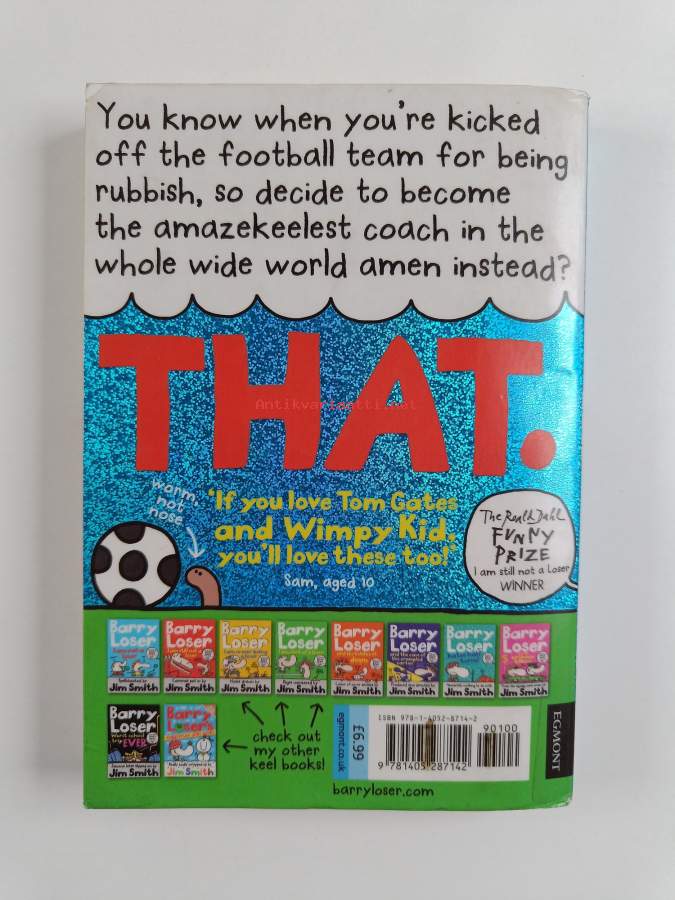 You know when you're kicked
off the football team for being
rubbish, so decide to become
the amazekeelest coach in the
whole wide world amen instead?
THAT.
Antikvariaatti.net
worm,
not
nose
'If you love Tom Gates
and Wimpy Kid,
you'll love these too!'
Sam, aged 10
The Roald Dahl
FUNNY
PRIZE
I am still not a Loser
WINNER
Barry Loser
Jim Smith
Barry Loser
Jim Smith
Barry Loser
Jim Smith
Barry Loser
Jim Smith
Barry Loser
Jim Smith
Barry Loser
Jim Smith
Barry Loser
Jim Smith
Barry Loser
Jim Smith
Barry Loser
worst school
trip EVER
Jim Smith
Barry Loser
Jim Smith
check out
my other
keel books!
egmont.co.uk
£6.99
ISBN 978-1-4052-8714-2
90100
9 781405 287142
EGMONT
barryloser.com